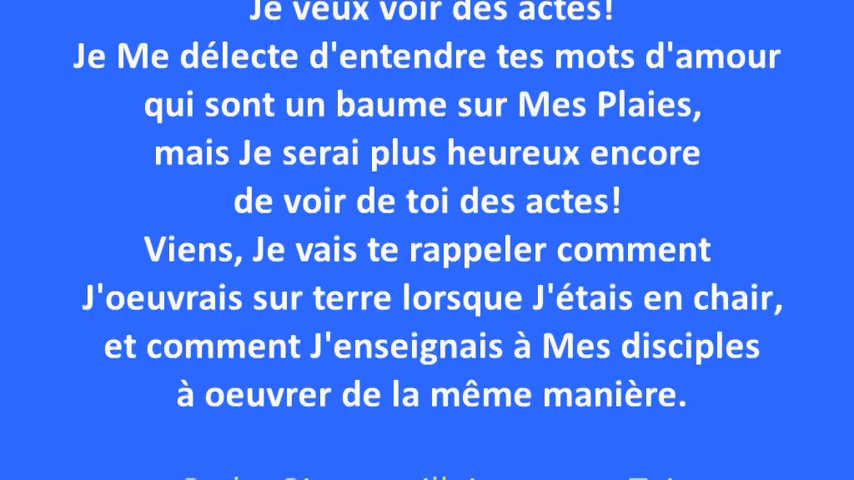 Je veux voir des actes!
Je Me délecte d'entendre tes mots d'amour
qui sont un baume sur Mes Plaies,
mais Je serai plus heureux encore
de voir de toi des actes!
Viens, Je vais te rappeler comment
J'oeuvrais sur terre lorsque J'étais en chair,
et comment J'enseignais à Mes disciples
à oeuvrer de la même manière.